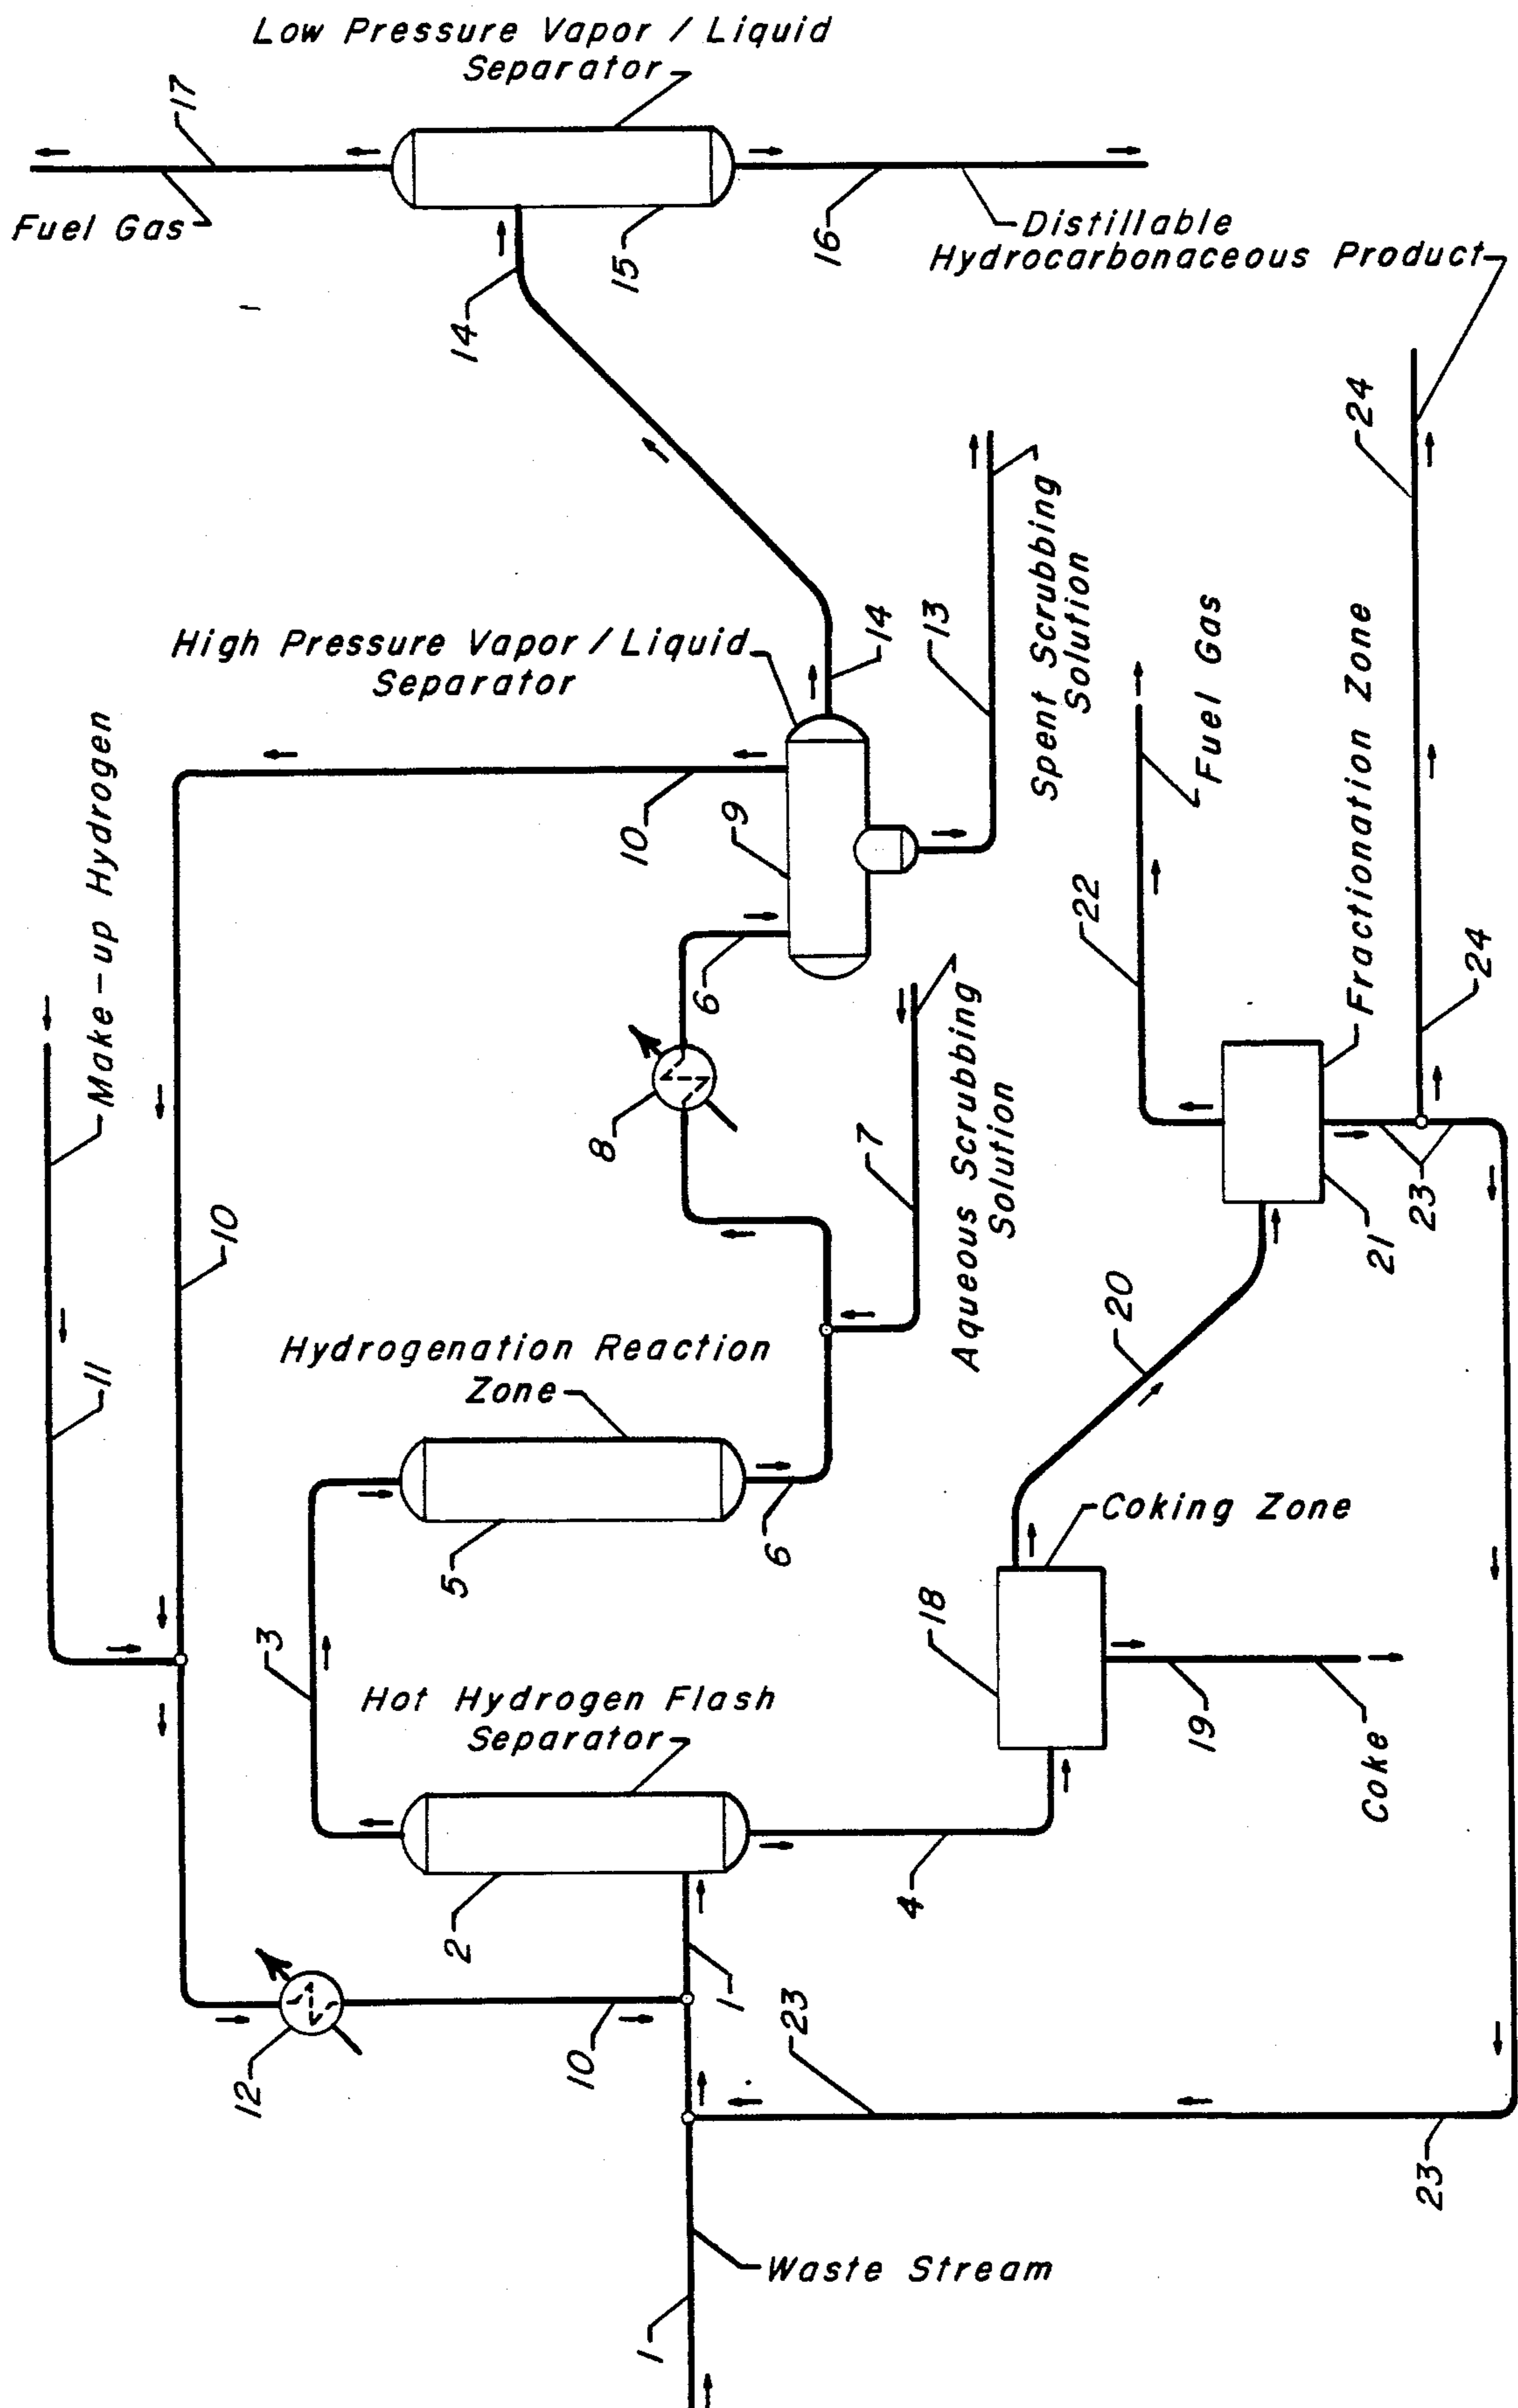 Low Pressure Vapor / Liquid
Separator
17
Fuel Gas
15
16
Distillable
Hydrocarbonaceous Product
14
24
High Pressure Vapor / Liquid
Separator
14
13
Spent Scrubbing
Solution
Fuel Gas
Fractionation Zone
Make-up Hydrogen
10
9
6
22
24
8
7
Aqueous Scrubbing
Solution
10
23
21
20
11
Hydrogenation Reaction
Zone
5
6
Coking Zone
18
3
Hot Hydrogen Flash
Separator
19
Coke
2
4
1
12
10
23
23
Waste Stream
1